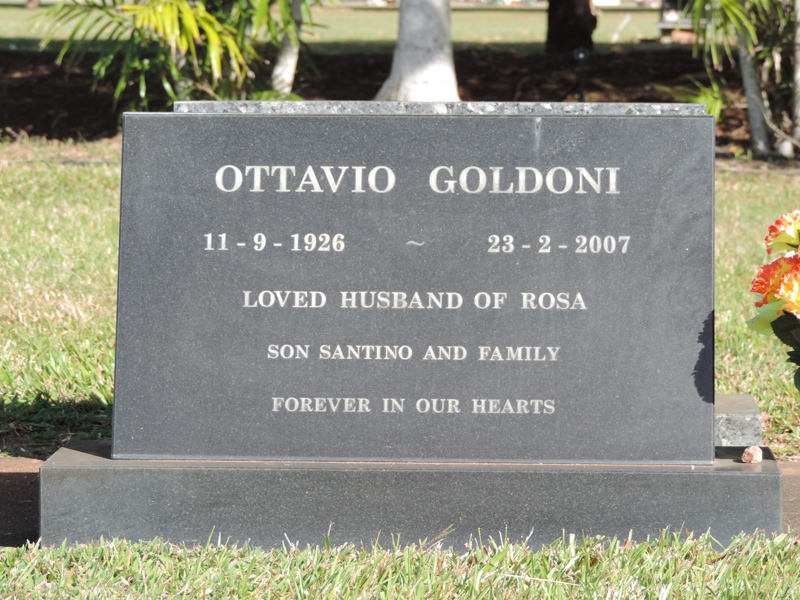 OTTAVIO GOLDONI
11 - 9 - 1926 ~ 23 - 2 - 2007
LOVED HUSBAND OF ROSA
SON SANTINO AND FAMILY
FOREVER IN OUR HEARTS